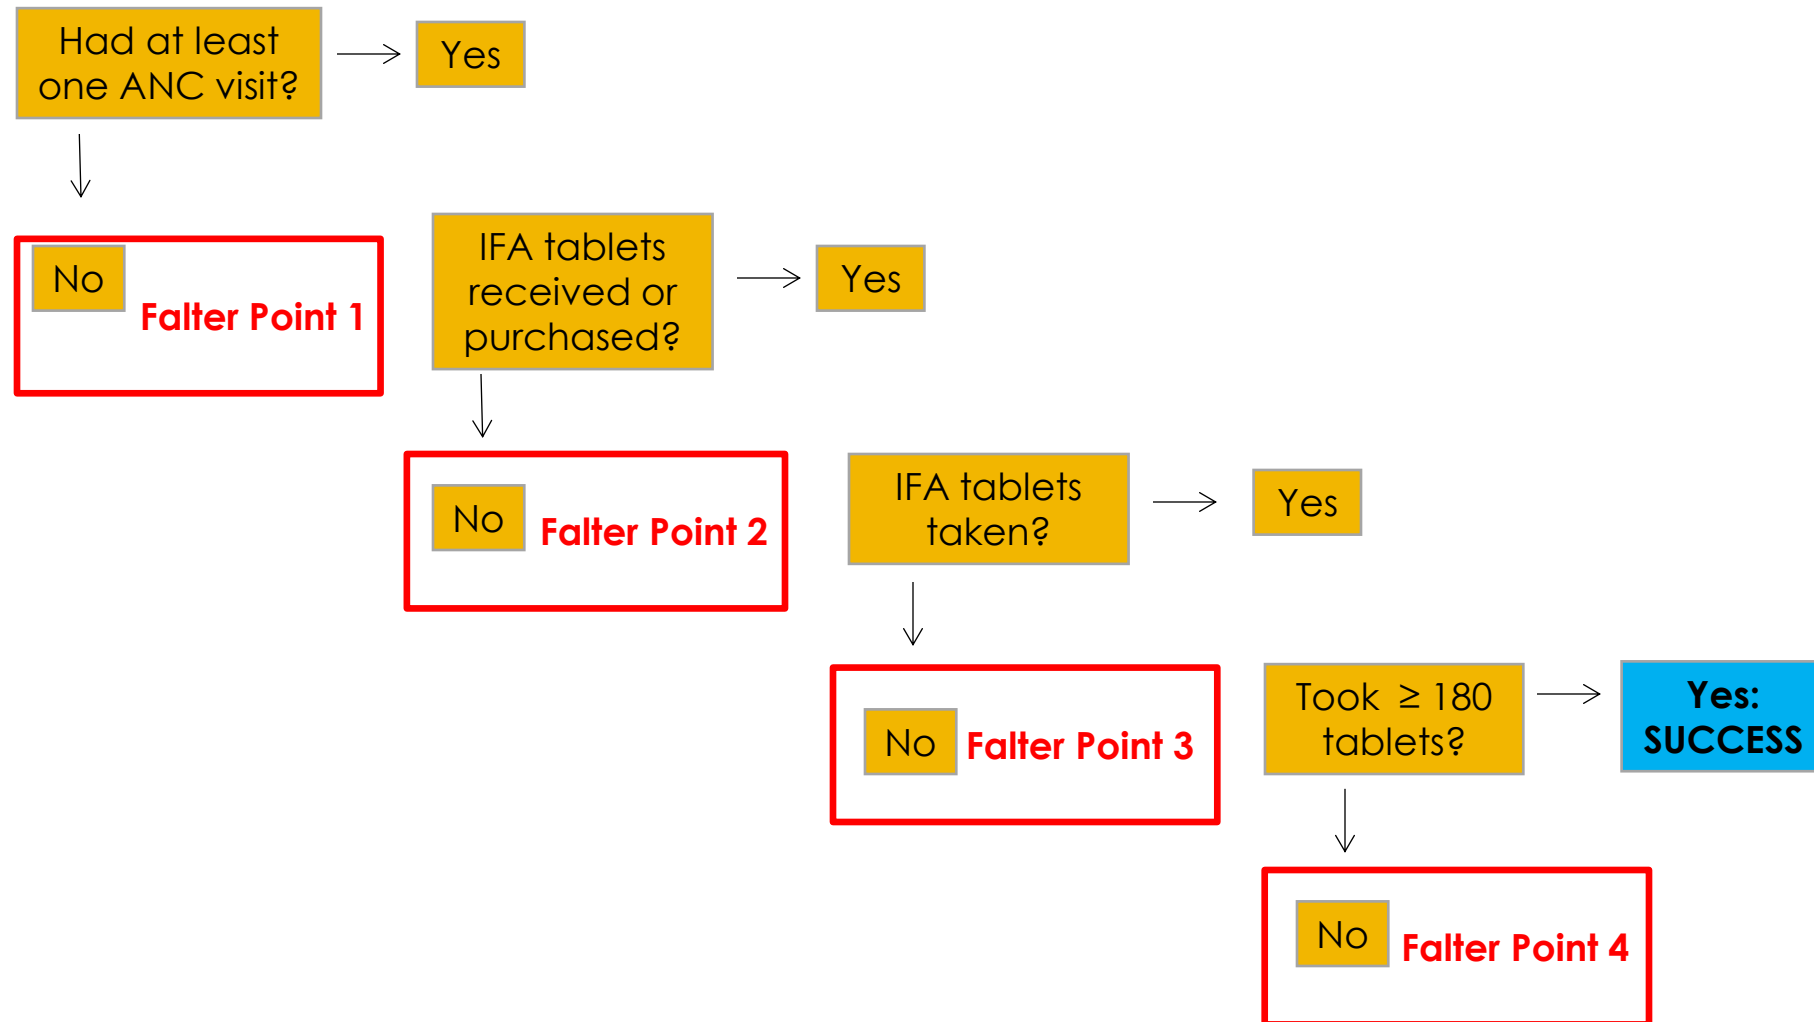 Had at least
one ANC visit?
Yes
No
Falter Point 1
IFA tablets
received or
purchased?
Yes
No
Falter Point 2
IFA tablets
taken?
Yes
No
Falter Point 3
Took ≥ 180
tablets?
Yes:
SUCCESS
No
Falter Point 4